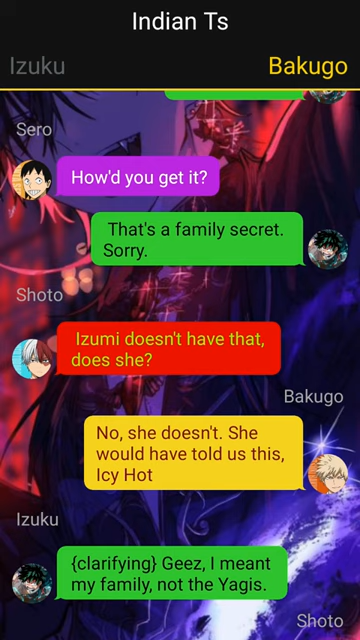 Indian Ts
Izuku
Bakugo
Sero
How'd you get it?
That's a family secret.
Sorry.
Shoto
Izumi doesn't have that,
does she?
Bakugo
No, she doesn't. She
would have told us this,
Icy Hot
Izuku
{clarifying} Geez, I meant
my family, not the Yagis.
Shoto